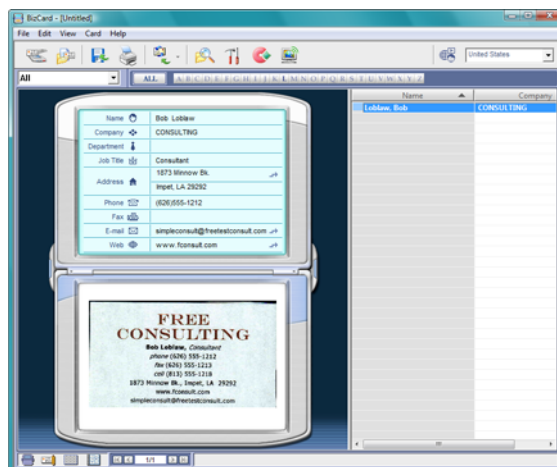 BizCard - [Untitled]
File Edit View Card Help
United States
All
ALL A B C D E F G H I J K L M N O P Q R S T U V W X Y Z
Name Company
Loblaw, Bob CONSULTING
Name Bob Loblaw
Company CONSULTING
Department
Job Title Consultant
Address 1873 Minnow Bk.
Impet, LA 29292
Phone (626)555-1212
Fax
E-mail simpleconsult@freetestconsult.com
Web www.fconsult.com
FREE
CONSULTING
Bob Loblaw, Consultant
phone (626) 555-1212
fax (626) 555-1213
cell (813) 555-1218
1873 Minnow Bk., Impet, LA 29292
www.fconsult.com
simpleconsult@freetestconsult.com
1/1